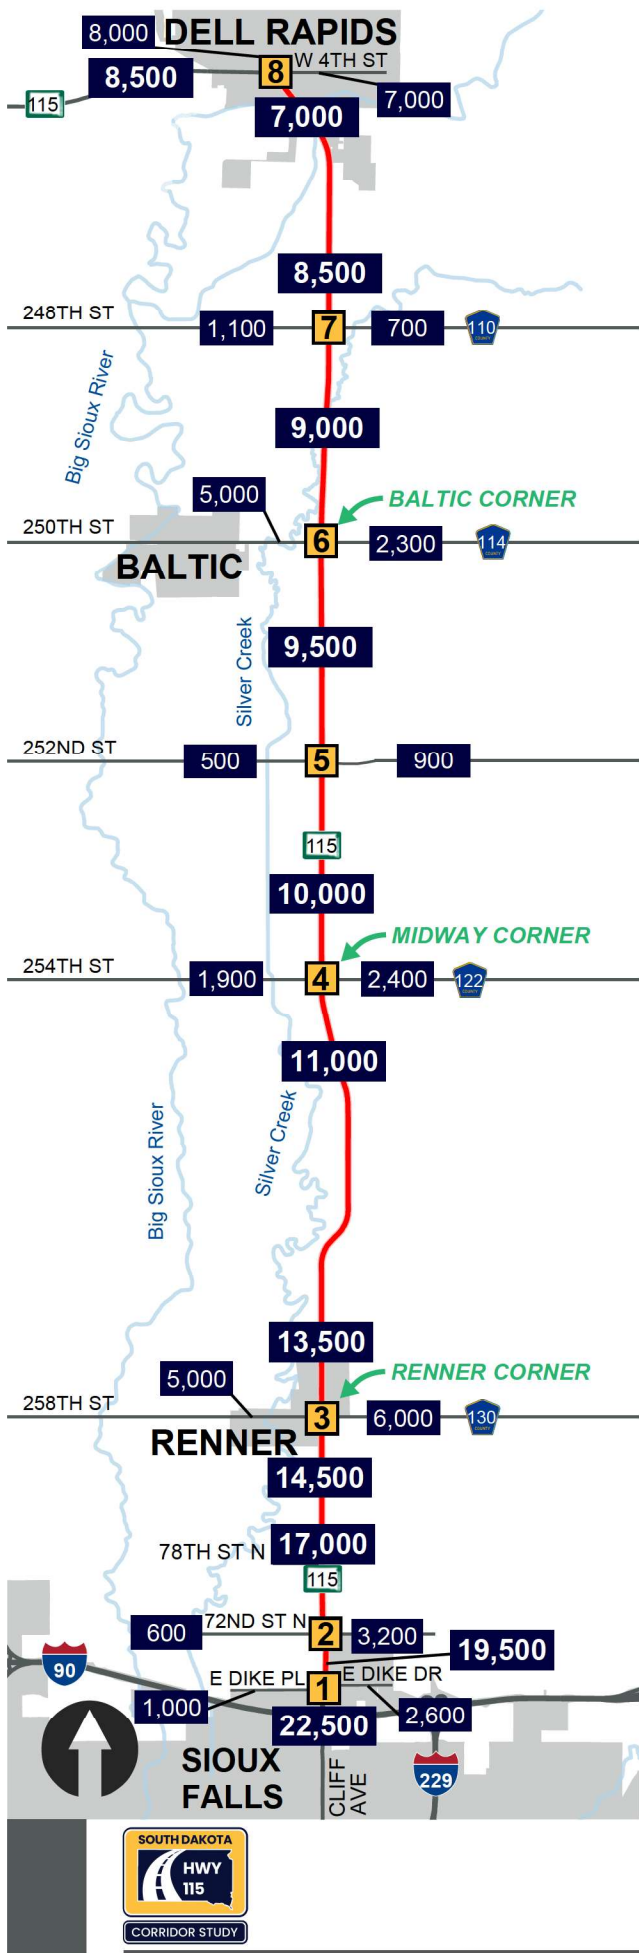 8,000
DELL RAPIDS
8
W 4TH ST
8,500
7,000
115
7,000
8,500
248TH ST
1,100
7
700
110
COUNTY
Big Sioux River
9,000
5,000
BALTIC CORNER
250TH ST
6
2,300
114
COUNTY
BALTIC
Silver Creek
9,500
252ND ST
500
5
900
115
10,000
MIDWAY CORNER
254TH ST
1,900
4
2,400
122
COUNTY
11,000
Big Sioux River
Silver Creek
13,500
5,000
RENNER CORNER
258TH ST
3
6,000
130
COUNTY
RENNER
14,500
78TH ST N
17,000
115
600
72ND ST N
2
3,200
19,500
90
E DIKE PL
1
E DIKE DR
1,000
22,500
2,600
SIOUX
FALLS
CLIFF
AVE
229
SOUTH DAKOTA
HWY
115
CORRIDOR STUDY